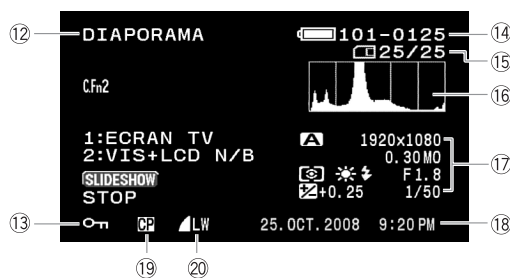 ⑫ DIAPORAMA 101-0125 ⑭
25/25 ⑮
C.Fn2
⑯
1:ECRAN TV A 1920x1080
2:VIS+LCD N/B 0.30MO
⑰
SLIDESHOW F1.8
STOP +0.25 1/50
⑬ CP LW 25.OCT.2008 9:20PM ⑱
⑲ ⑳